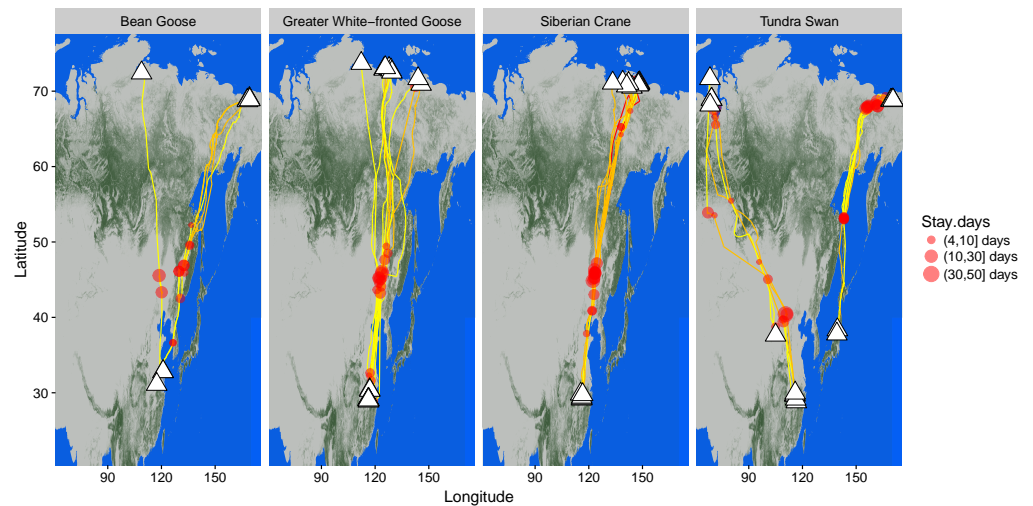 Bean Goose
Greater White−fronted Goose
Siberian Crane
Tundra Swan
70
60
50
40
30
Latitude
90 120 150
90 120 150
90 120 150
90 120 150
Longitude
Stay.days
(4,10] days
(10,30] days
(30,50] days